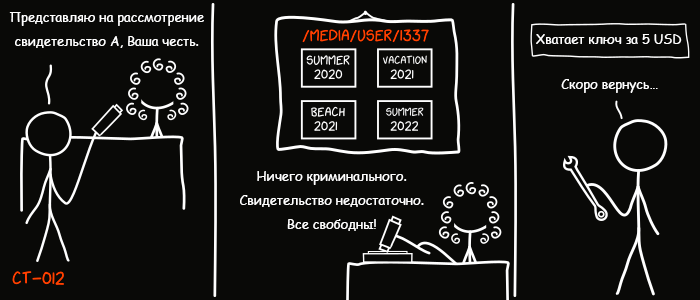 Представляю на рассмотрение
свидетельство А, Ваша честь.
CT-012
/MEDIA/USER/1337
SUMMER
2020
VACATION
2021
BEACH
2021
SUMMER
2022
Ничего криминального.
Свидетельство недостаточно.
Все свободны!
Хватает ключ за 5 USD
Скоро вернусь...